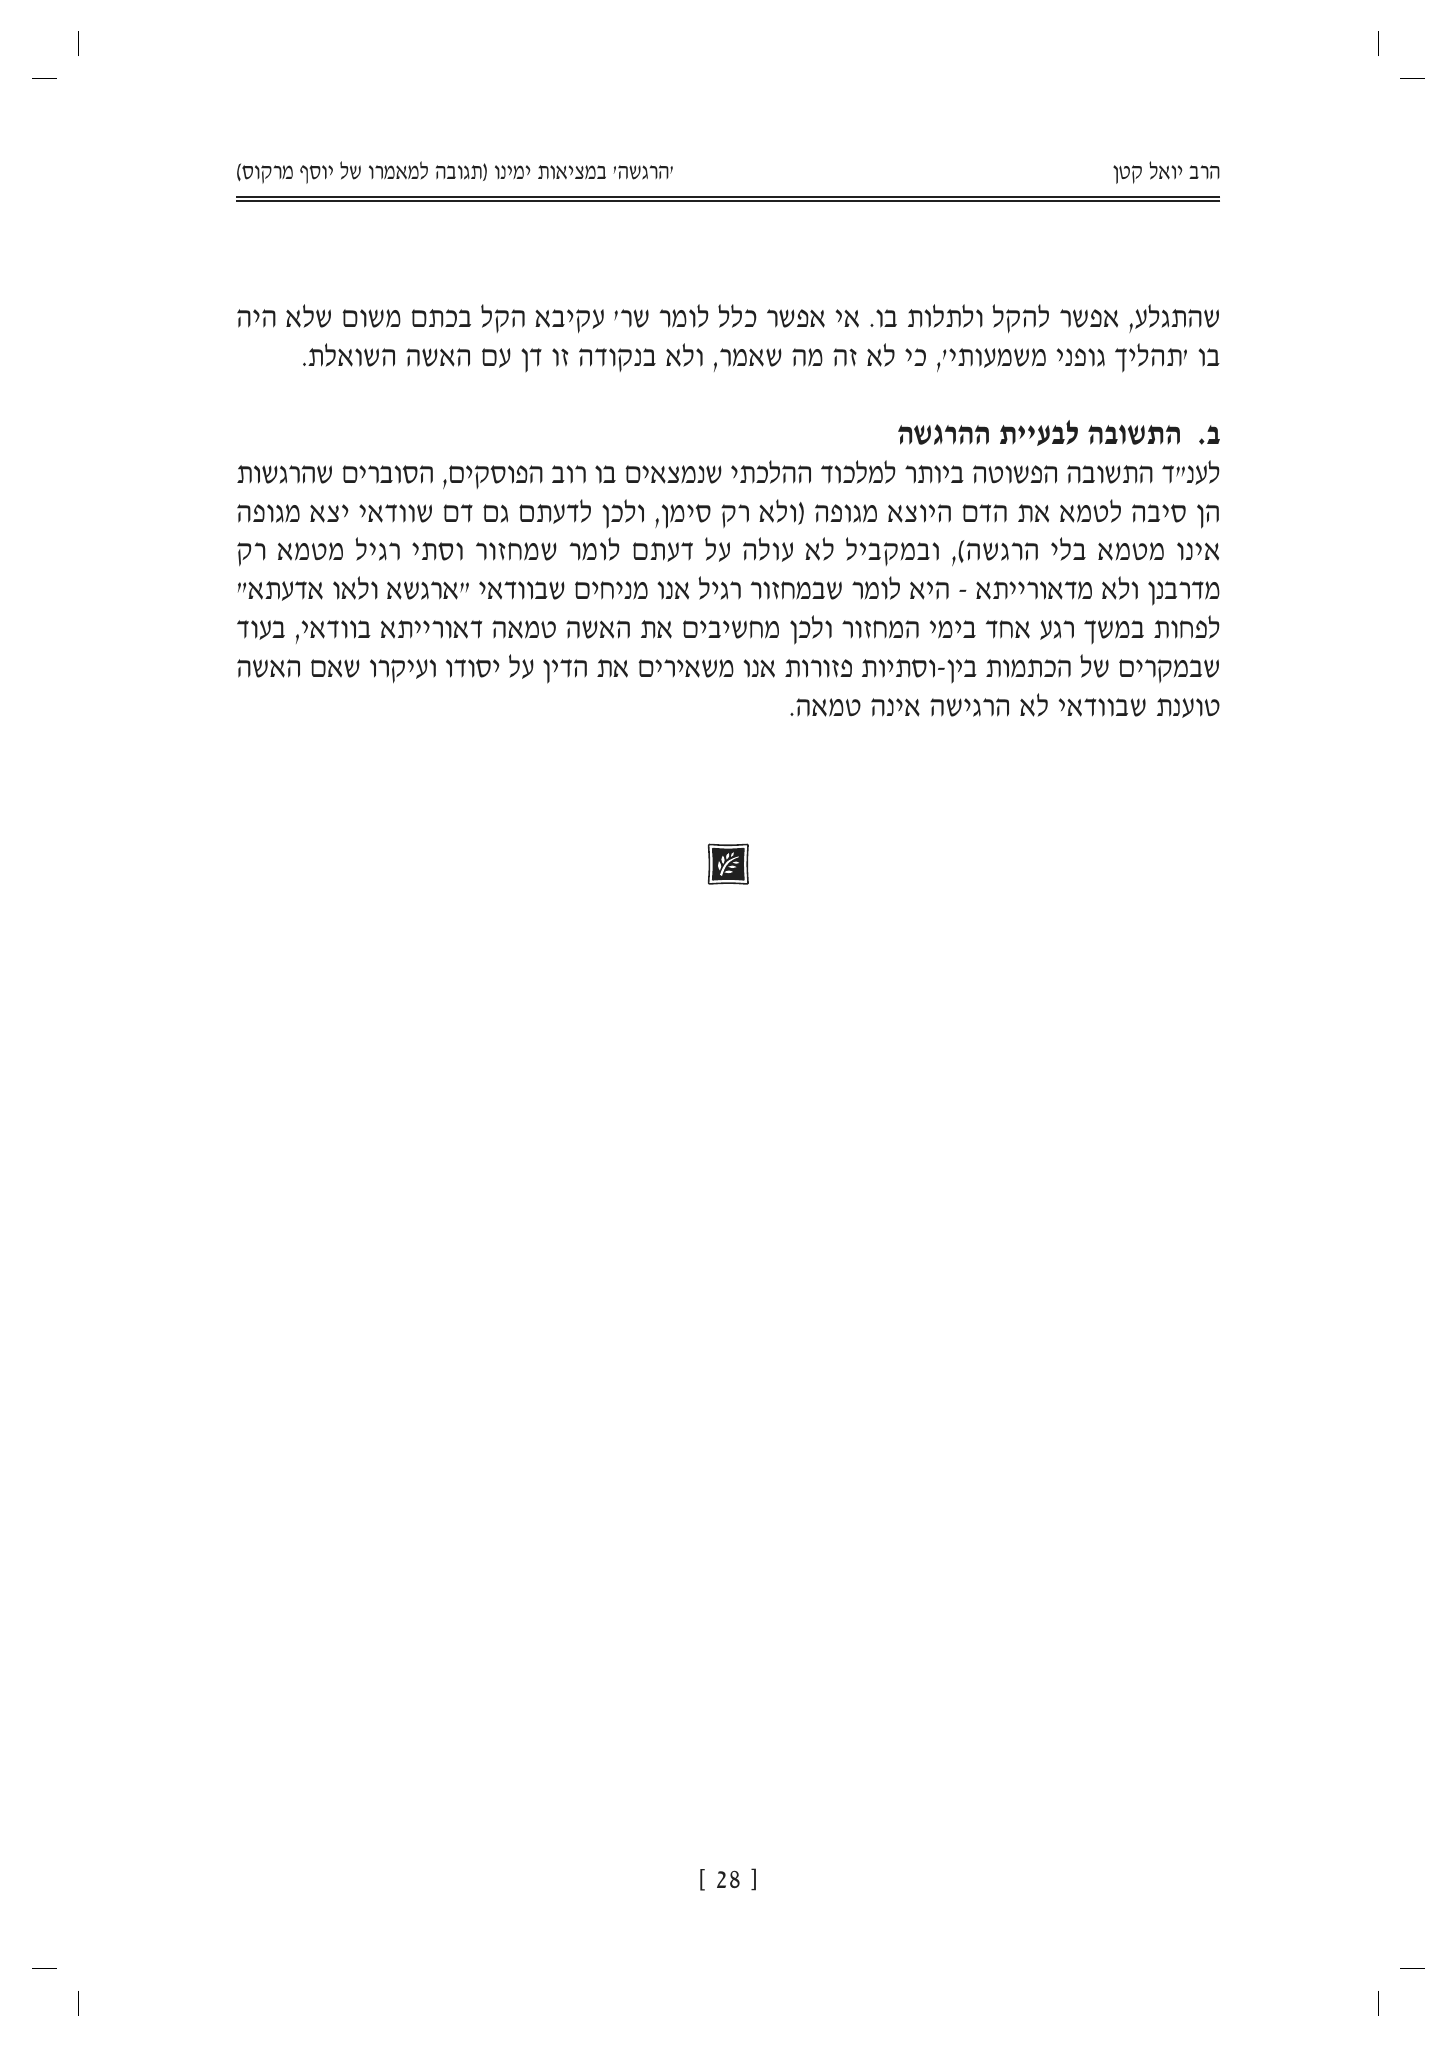 הרב יואל קטן
'הרגשה' במציאות ימינו (תגובה למאמרו של יוסף מרקוס)
שהתגלע, אפשר להקל ולתלות בו. אי אפשר כלל לומר שר' עקיבא הקל בכתם משום שלא היה
בו 'תהליך גופני משמעותי', כי לא זה מה שאמר, ולא בנקודה זו דן עם האשה השואלת.
ב. התשובה לבעיית ההרגשה
לענ"ד התשובה הפשוטה ביותר למלכוד ההלכתי שנמצאים בו רוב הפוסקים, הסוברים שהרגשות
הן סיבה לטמא את הדם היוצא מגופה (ולא רק סימן, ולכן לדעתם גם דם שוודאי יצא מגופה
אינו מטמא בלי הרגשה), ובמקביל לא עולה על דעתם לומר שמחזור וסתי רגיל מטמא רק
מדרבנן ולא מדאורייתא - היא לומר שבמחזור רגיל אנו מניחים שבוודאי "ארגשא ולאו אדעתא"
לפחות במשך רגע אחד בימי המחזור ולכן מחשיבים את האשה טמאה דאורייתא בוודאי, בעוד
שבמקרים של הכתמות בין-וסתיות פזורות אנו משאירים את הדין על יסודו ועיקרו שאם האשה
טוענת שבוודאי לא הרגישה אינה טמאה.
[ 28 ]